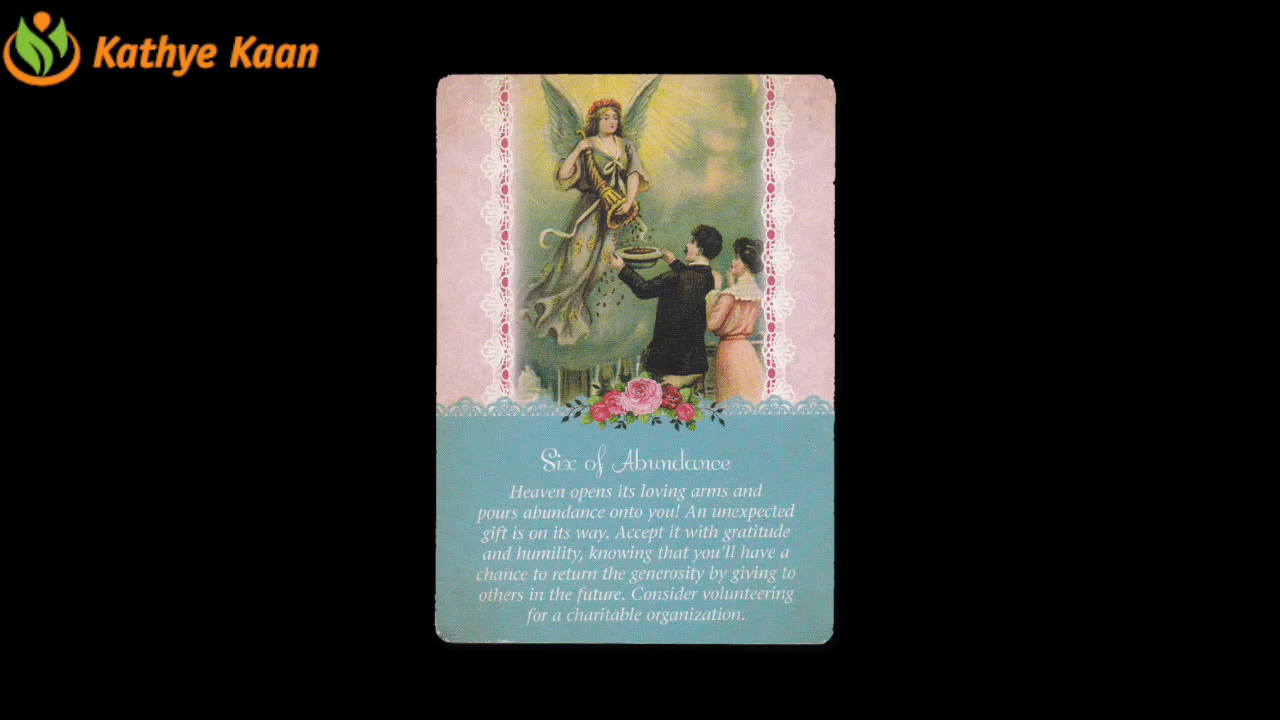 Kathye Kaan
Six of Abundance
Heaven opens its loving arms and
pours abundance onto you! An unexpected
gift is on its way. Accept it with gratitude
and humility, knowing that you'll have a
chance to return the generosity by giving to
others in the future. Consider volunteering
for a charitable organization.